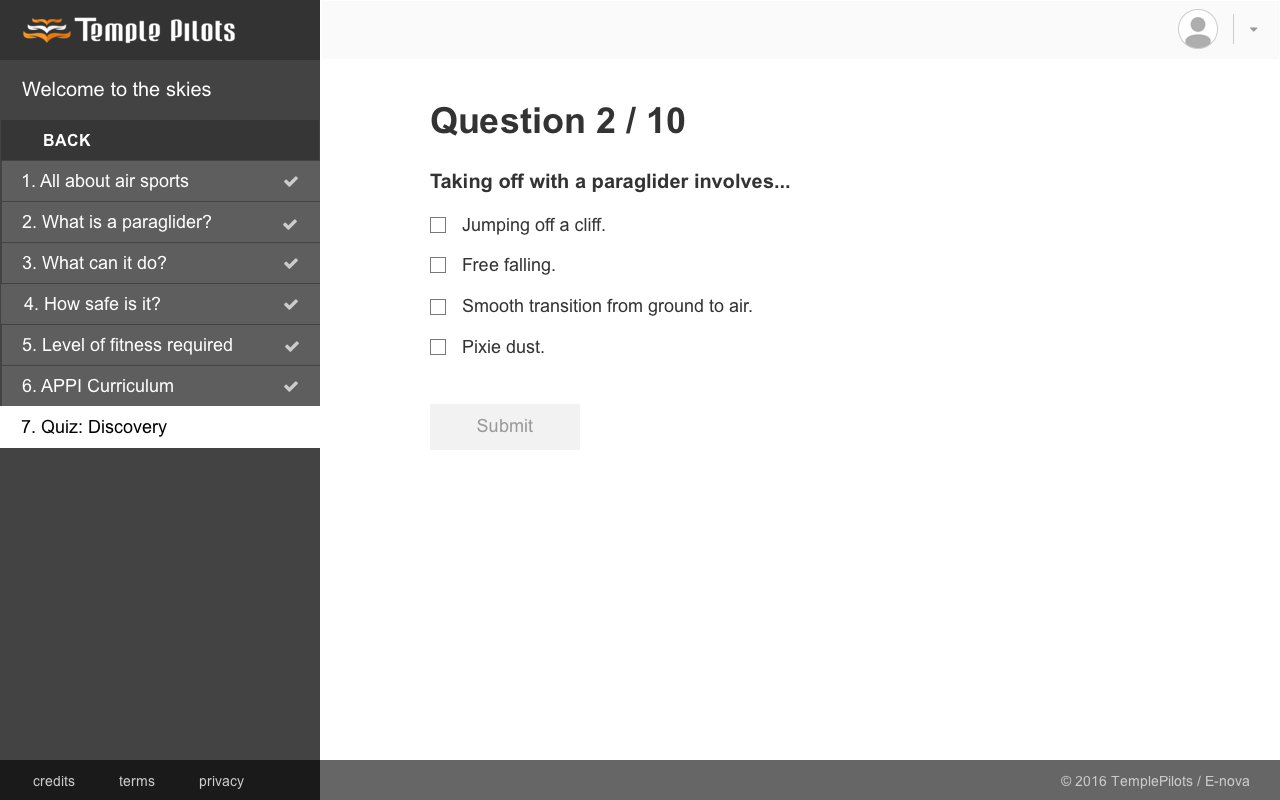 Temple Pilots
Welcome to the skies
BACK
1. All about air sports
2. What is a paraglider?
3. What can it do?
4. How safe is it?
5. Level of fitness required
6. APPI Curriculum
7. Quiz: Discovery
Question 2 / 10
Taking off with a paraglider involves...
Jumping off a cliff.
Free falling.
Smooth transition from ground to air.
Pixie dust.
Submit
credits terms privacy
© 2016 TemplePilots / E-nova